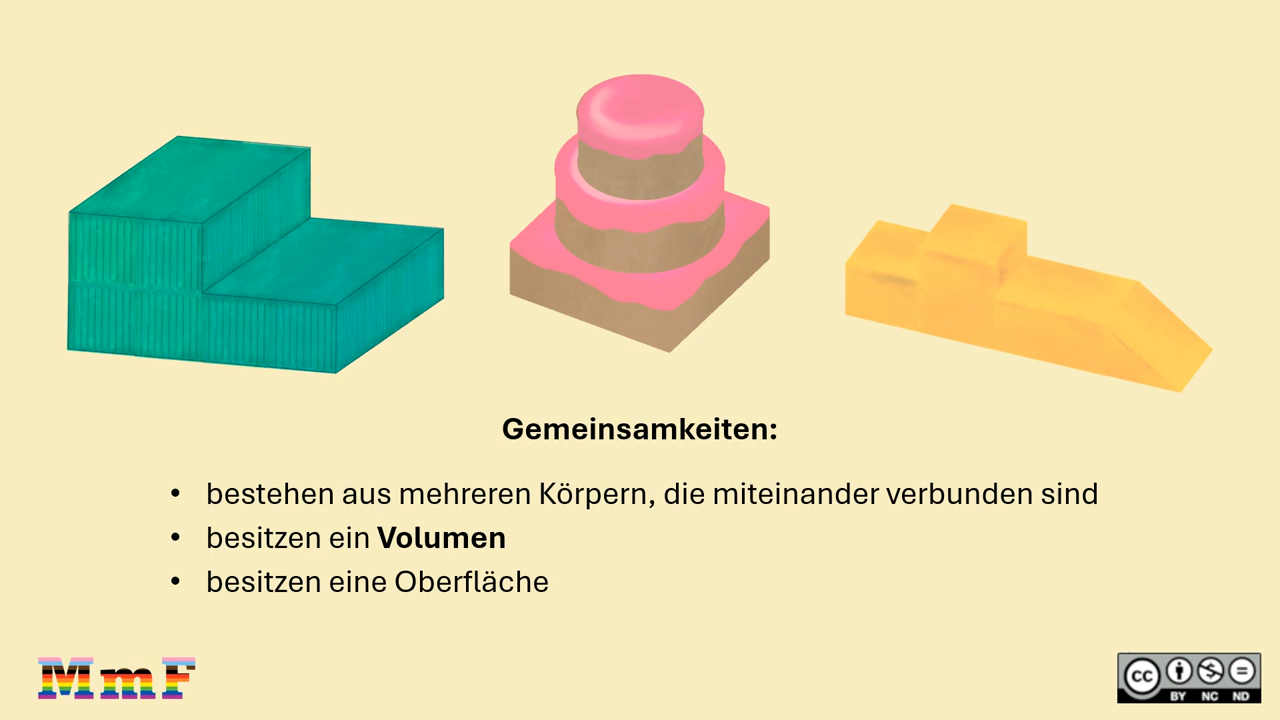 Gemeinsamkeiten:
• bestehen aus mehreren Körpern, die miteinander verbunden sind
• besitzen ein Volumen
• besitzen eine Oberfläche
MmF
CC BY NC ND